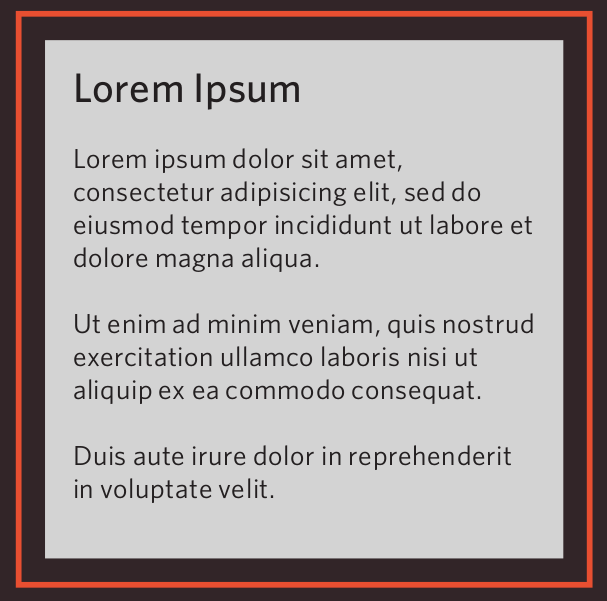 Lorem Ipsum
Lorem ipsum dolor sit amet,
consectetur adipisicing elit, sed do
eiusmod tempor incididunt ut labore et
dolore magna aliqua.
Ut enim ad minim veniam, quis nostrud
exercitation ullamco laboris nisi ut
aliquip ex ea commodo consequat.
Duis aute irure dolor in reprehenderit
in voluptate velit.